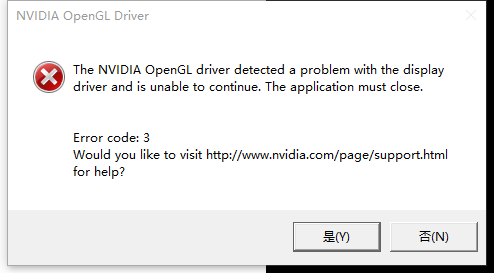 NVIDIA OpenGL Driver
The NVIDIA OpenGL driver detected a problem with the display
driver and is unable to continue. The application must close.
Error code: 3
Would you like to visit http://www.nvidia.com/page/support.html
for help?
是(Y)
否(N)